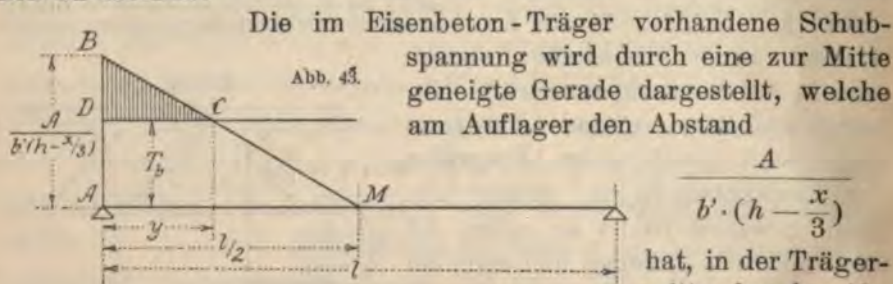 Die im Eisenbeton-Träger vorhandene Schub-
spannung wird durch eine zur Mitte
geneigte Gerade dargestellt, welche
am Auflager den Abstand
A
b'·(h − x/3)
hat, in der Träger-
Abb. 43.
B
D
C
A
b'(h−x/3)
T_b
A
M
y
l/2
l